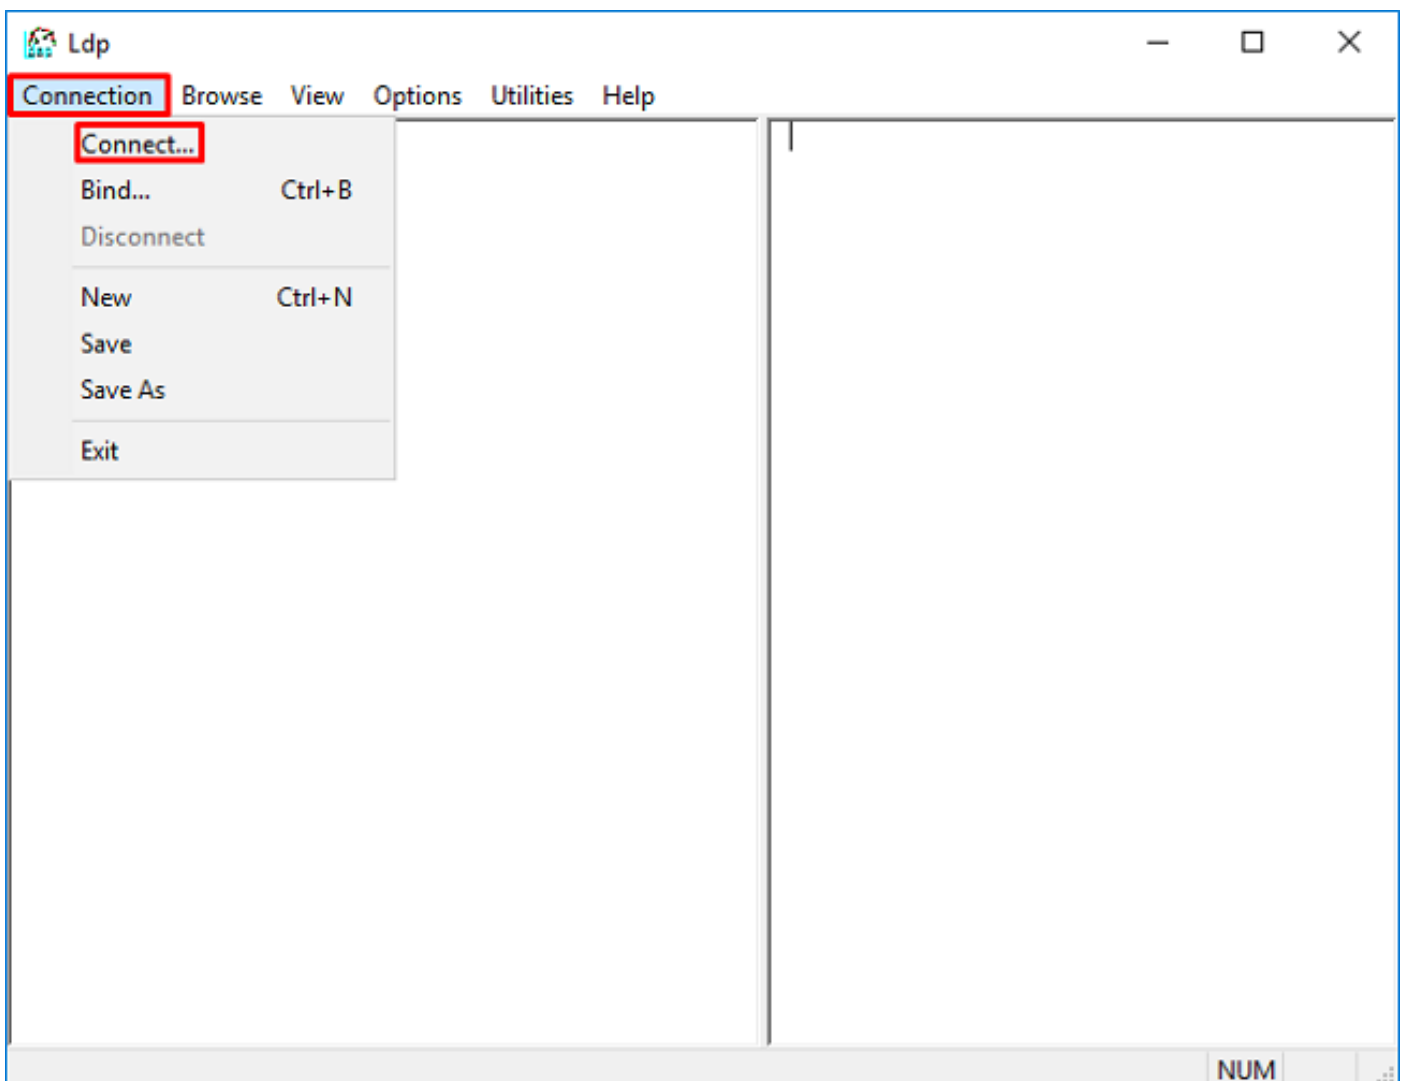 Ldp
Connection Browse View Options Utilities Help
Connect...
Bind... Ctrl+B
Disconnect
New Ctrl+N
Save
Save As
Exit
NUM